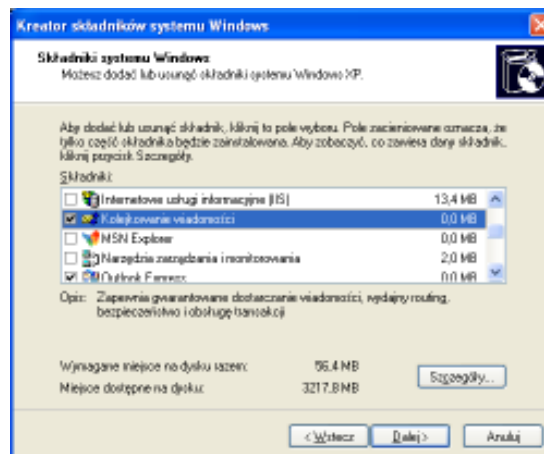 Kreator składników systemu Windows
Składniki systemu Windows
Możesz dodać lub usunąć składniki systemu Windows XP.
Aby dodać lub usunąć składnik, kliknij to pole wyboru. Pole zacieniowane oznacza, że
tylko część składnika będzie zainstalowana. Aby zobaczyć, co zawiera dany składnik,
kliknij przycisk Szczegóły.
Składniki:
Internetowe usługi informacyjne (IIS) 13,4 MB
Kolejkowanie wiadomości 0,0 MB
MSN Explorer 0,0 MB
Narzędzia zarządzania i monitorowania 2,0 MB
Outlook Express 0,0 MB
Opis: Zapewnia gwarantowane dostarczanie wiadomości, wydajny routing,
bezpieczeństwo i obsługę transakcji
Wymagane miejsce na dysku razem: 56.4 MB
Miejsce dostępne na dysku: 3217.8 MB
Szczegóły...
< Wstecz
Dalej >
Anuluj